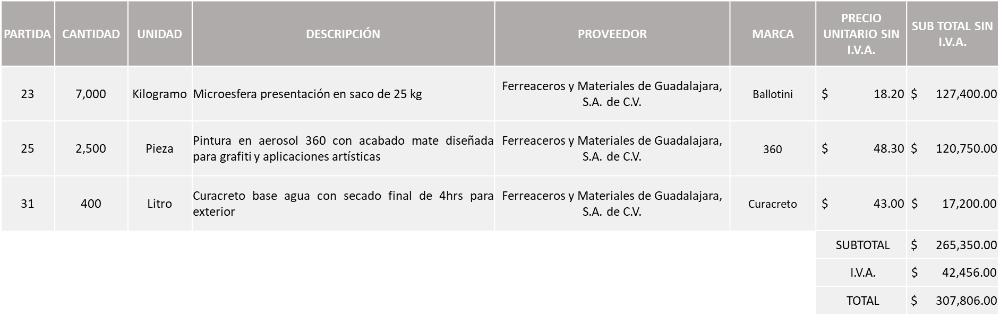 PARTIDA CANTIDAD UNIDAD DESCRIPCIÓN PROVEEDOR MARCA PRECIO UNITARIO SIN I.V.A. SUB TOTAL SIN I.V.A.
23 7,000 Kilogramo Microesfera presentación en saco de 25 kg Ferreaceros y Materiales de Guadalajara, S.A. de C.V. Ballotini $ 18.20 $ 127,400.00
25 2,500 Pieza Pintura en aerosol 360 con acabado mate diseñada para grafiti y aplicaciones artísticas Ferreaceros y Materiales de Guadalajara, S.A. de C.V. 360 $ 48.30 $ 120,750.00
31 400 Litro Curacreto base agua con secado final de 4hrs para exterior Ferreaceros y Materiales de Guadalajara, S.A. de C.V. Curacreto $ 43.00 $ 17,200.00
SUBTOTAL $ 265,350.00
I.V.A. $ 42,456.00
TOTAL $ 307,806.00